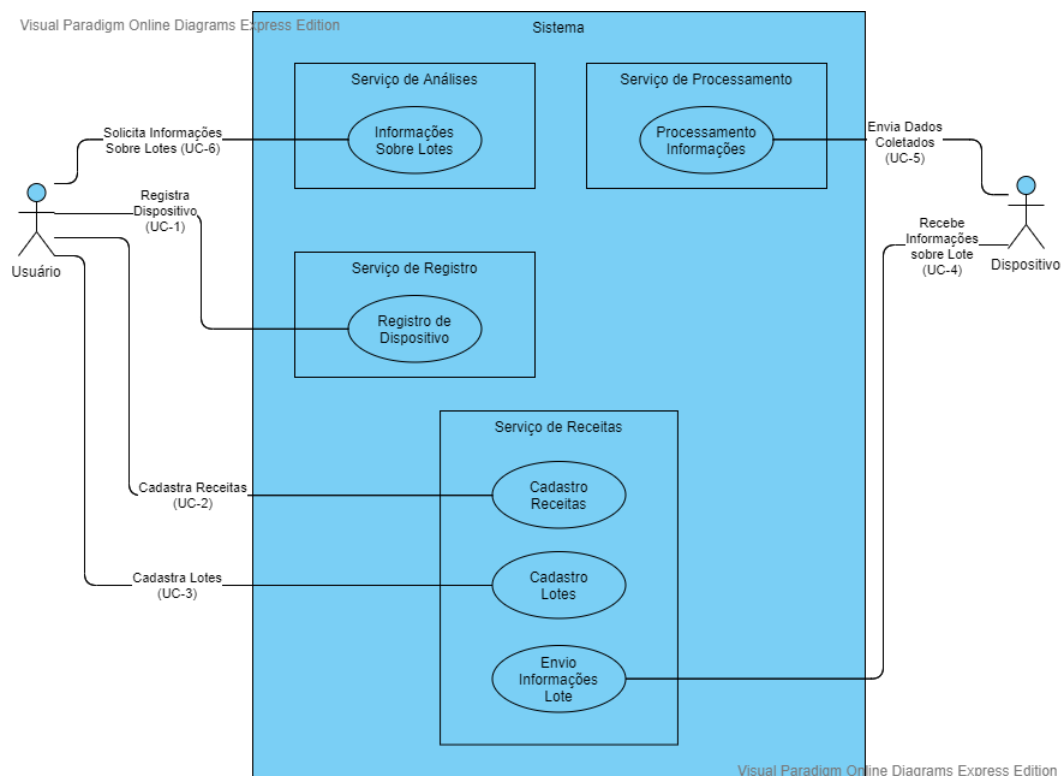 Visual Paradigm Online Diagrams Express Edition
Sistema
Serviço de Análises
Informações
Sobre Lotes
Serviço de Processamento
Processamento
Informações
Solicita Informações
Sobre Lotes (UC-6)
Envia Dados
Coletados
(UC-5)
Registra
Dispositivo
(UC-1)
Usuário
Recebe
Informações
sobre Lote
(UC-4)
Dispositivo
Serviço de Registro
Registro de
Dispositivo
Serviço de Receitas
Cadastra Receitas
(UC-2)
Cadastro
Receitas
Cadastra Lotes
(UC-3)
Cadastro
Lotes
Envio
Informações
Lote
Visual Paradigm Online Diagrams Express Edition